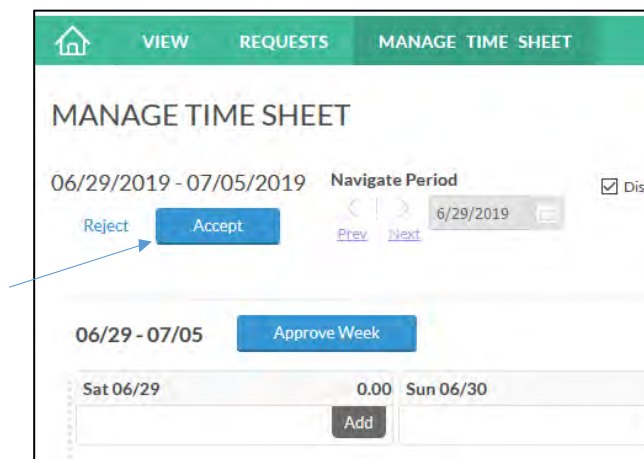 VIEW REQUESTS MANAGE TIME SHEET
MANAGE TIME SHEET
06/29/2019 - 07/05/2019 Navigate Period
Reject Accept 6/29/2019 Dis
Prev Next
06/29 - 07/05 Approve Week
Sat 06/29 0.00 Sun 06/30
Add